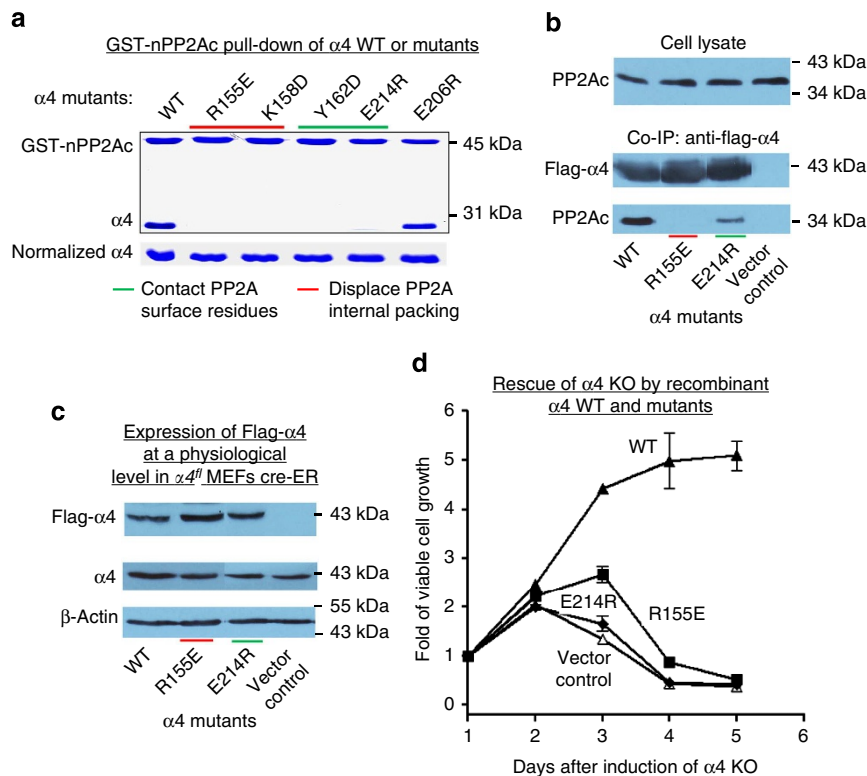 a
GST-nPP2Ac pull-down of α4 WT or mutants
α4 mutants:
WT
R155E
K158D
Y162D
E214R
E206R
GST-nPP2Ac
45 kDa
31 kDa
α4
Normalized α4
Contact PP2A
surface residues
Displace PP2A
internal packing
b
Cell lysate
PP2Ac
43 kDa
34 kDa
Co-IP: anti-flag-α4
Flag-α4
43 kDa
PP2Ac
34 kDa
WT
R155E
E214R
Vector
control
α4 mutants
c
Expression of Flag-α4
at a physiological
level in α4fl MEFs cre-ER
Flag-α4
43 kDa
α4
43 kDa
β-Actin
55 kDa
43 kDa
WT
R155E
E214R
Vector
control
α4 mutants
d
Rescue of α4 KO by recombinant
α4 WT and mutants
Fold of viable cell growth
6
5
4
3
2
1
0
WT
E214R
R155E
Vector
control
1
2
3
4
5
6
Days after induction of α4 KO